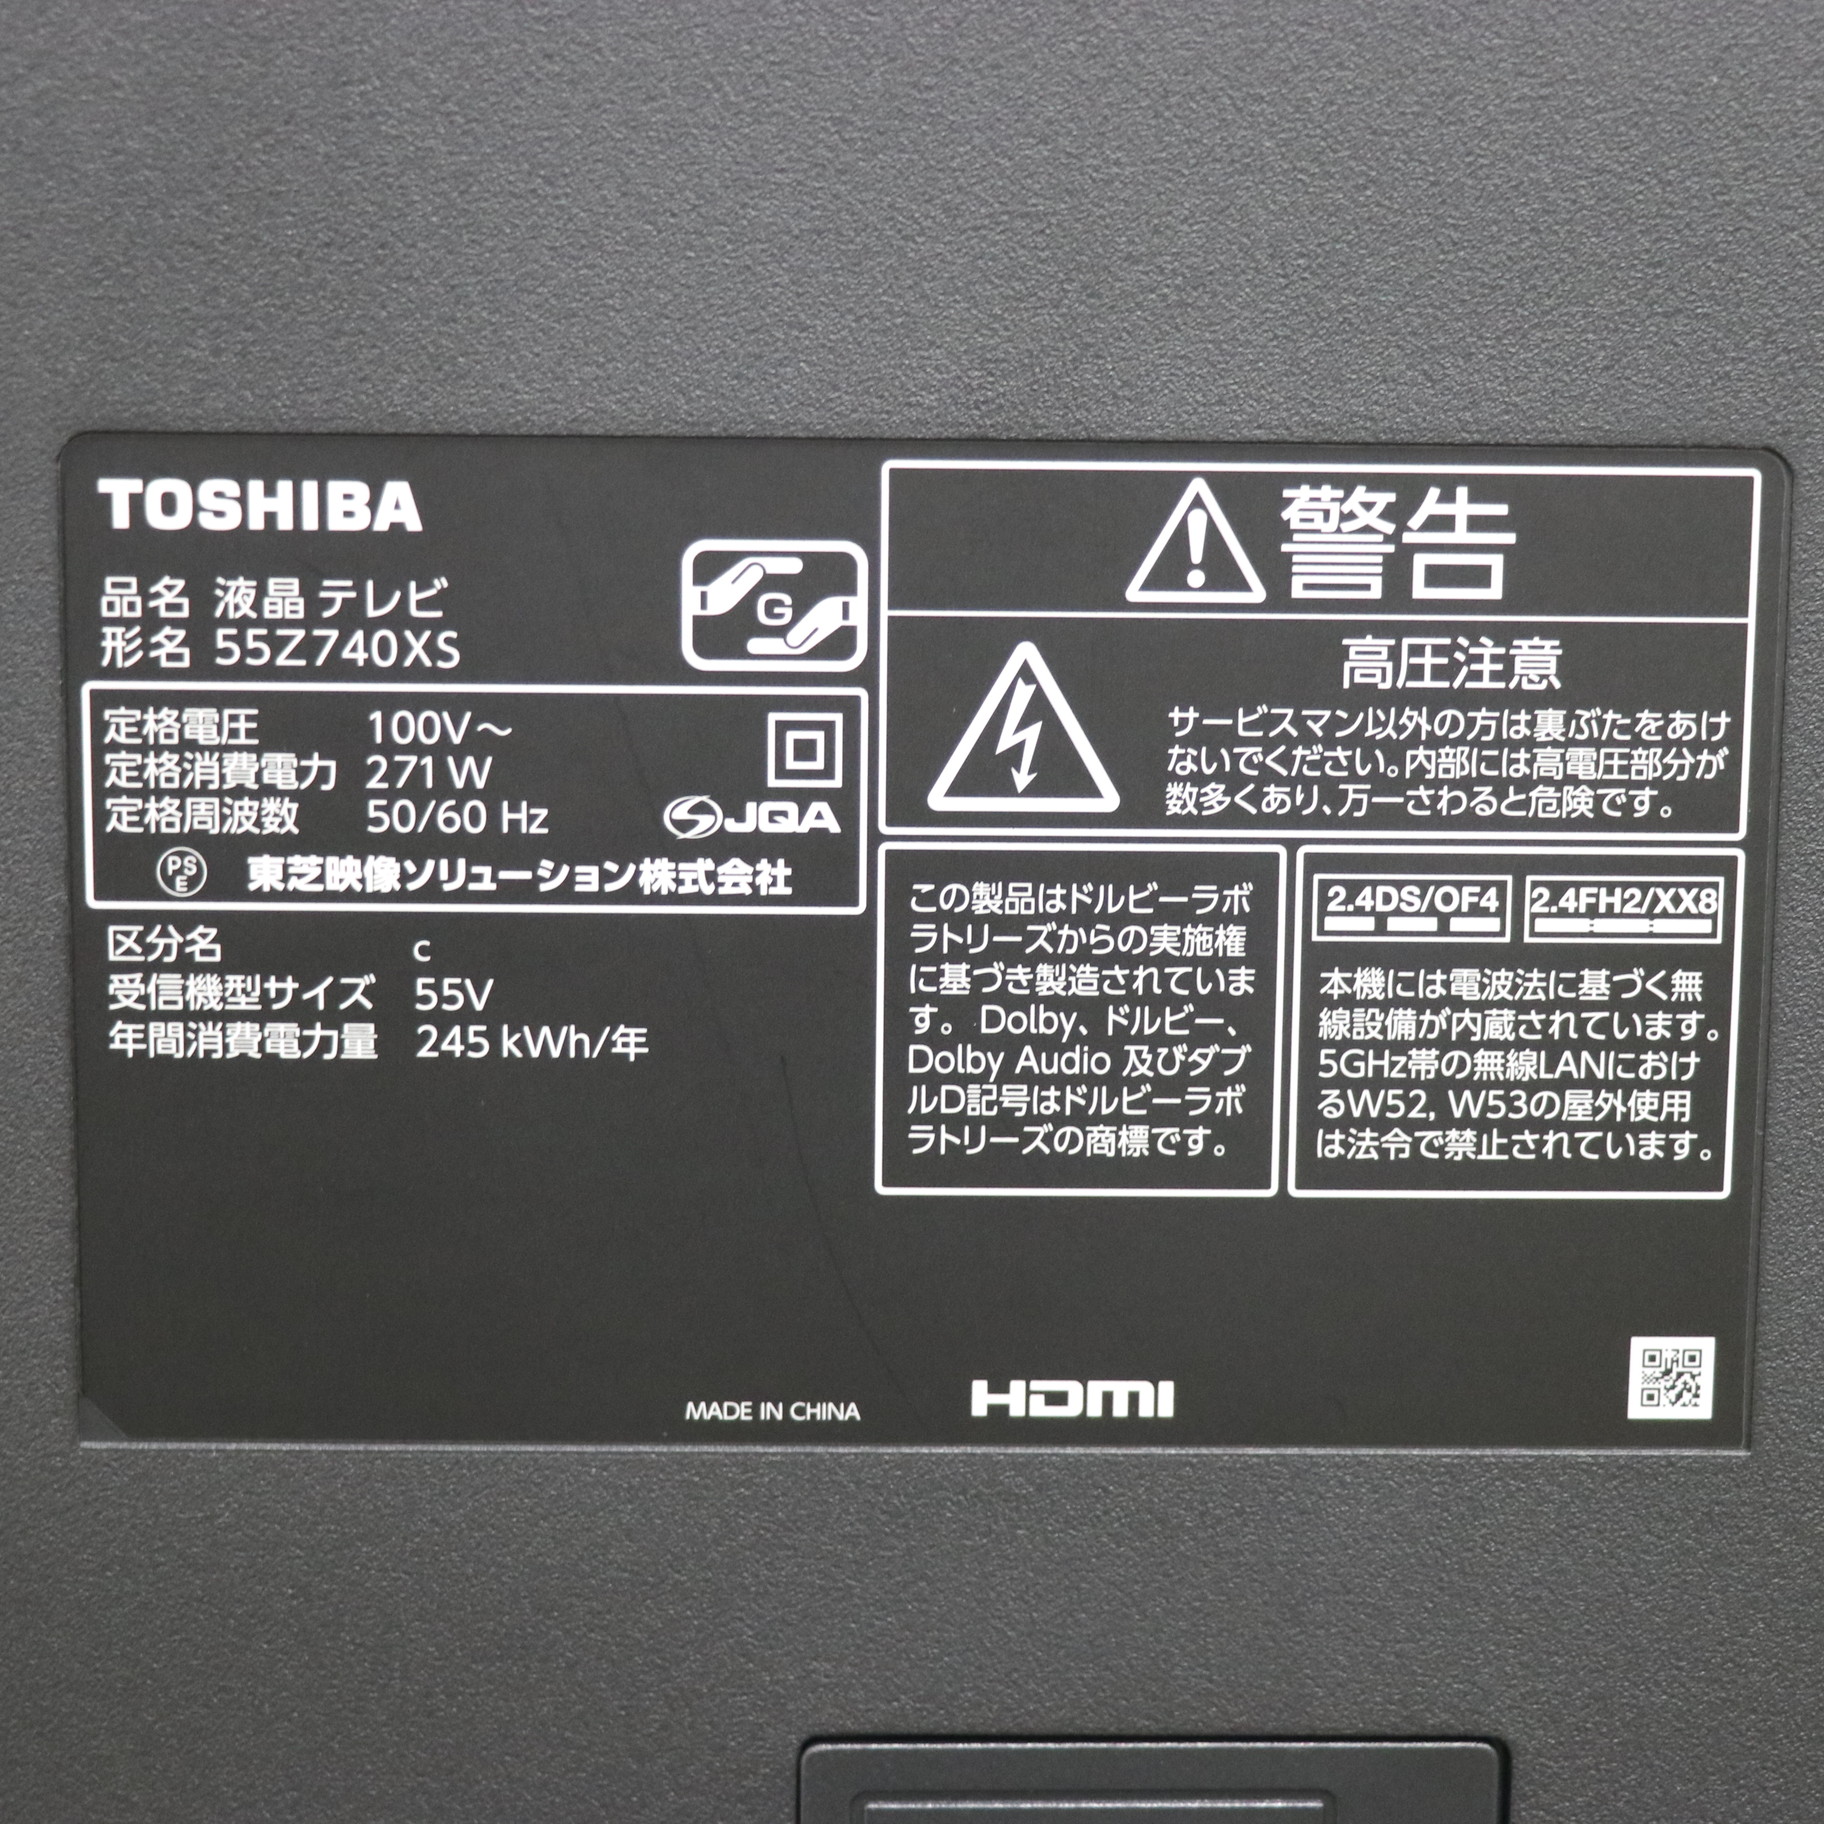 TOSHIBA
品名 液晶テレビ
形名 55Z740XS
G
定格電圧 100V～
定格消費電力 271 W
定格周波数 50/60 Hz
JQA
PS
E
東芝映像ソリューション株式会社
区分名 c
受信機型サイズ 55V
年間消費電力量 245 kWh/年
警告
高圧注意
サービスマン以外の方は裏ぶたをあけ
ないでください。内部には高電圧部分が
数多くあり、万一さわると危険です。
この製品はドルビーラボ
ラトリーズからの実施権
に基づき製造されていま
す。Dolby、ドルビー、
Dolby Audio 及びダブ
ルD記号はドルビーラボ
ラトリーズの商標です。
2.4DS/OF4
2.4FH2/XX8
本機には電波法に基づく無
線設備が内蔵されています。
5GHz帯の無線LANにおけ
るW52, W53の屋外使用
は法令で禁止されています。
MADE IN CHINA
HDMI